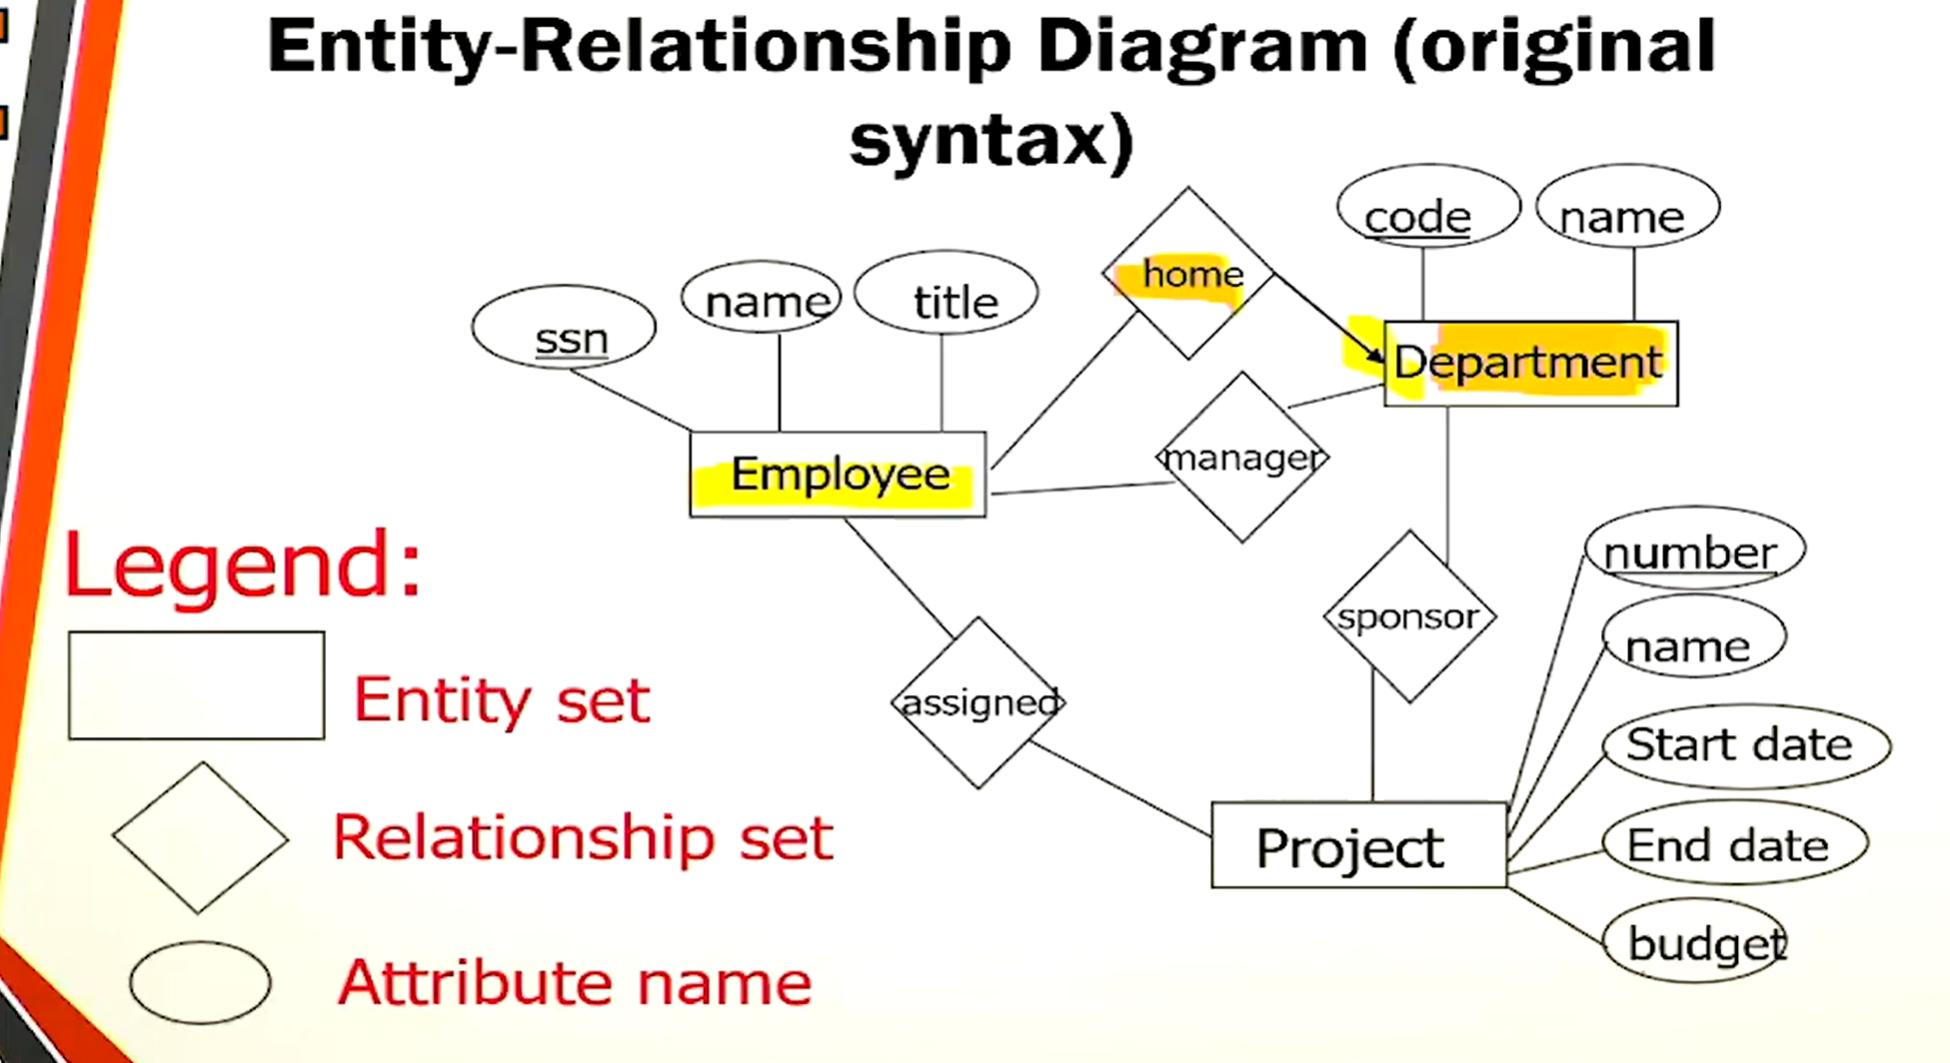 Entity-Relationship Diagram (original
syntax)
code
name
home
name
title
ssn
Department
Employee
manager
number
Legend:
sponsor
name
Entity set
assigned
Start date
Relationship set
Project
End date
budget
Attribute name